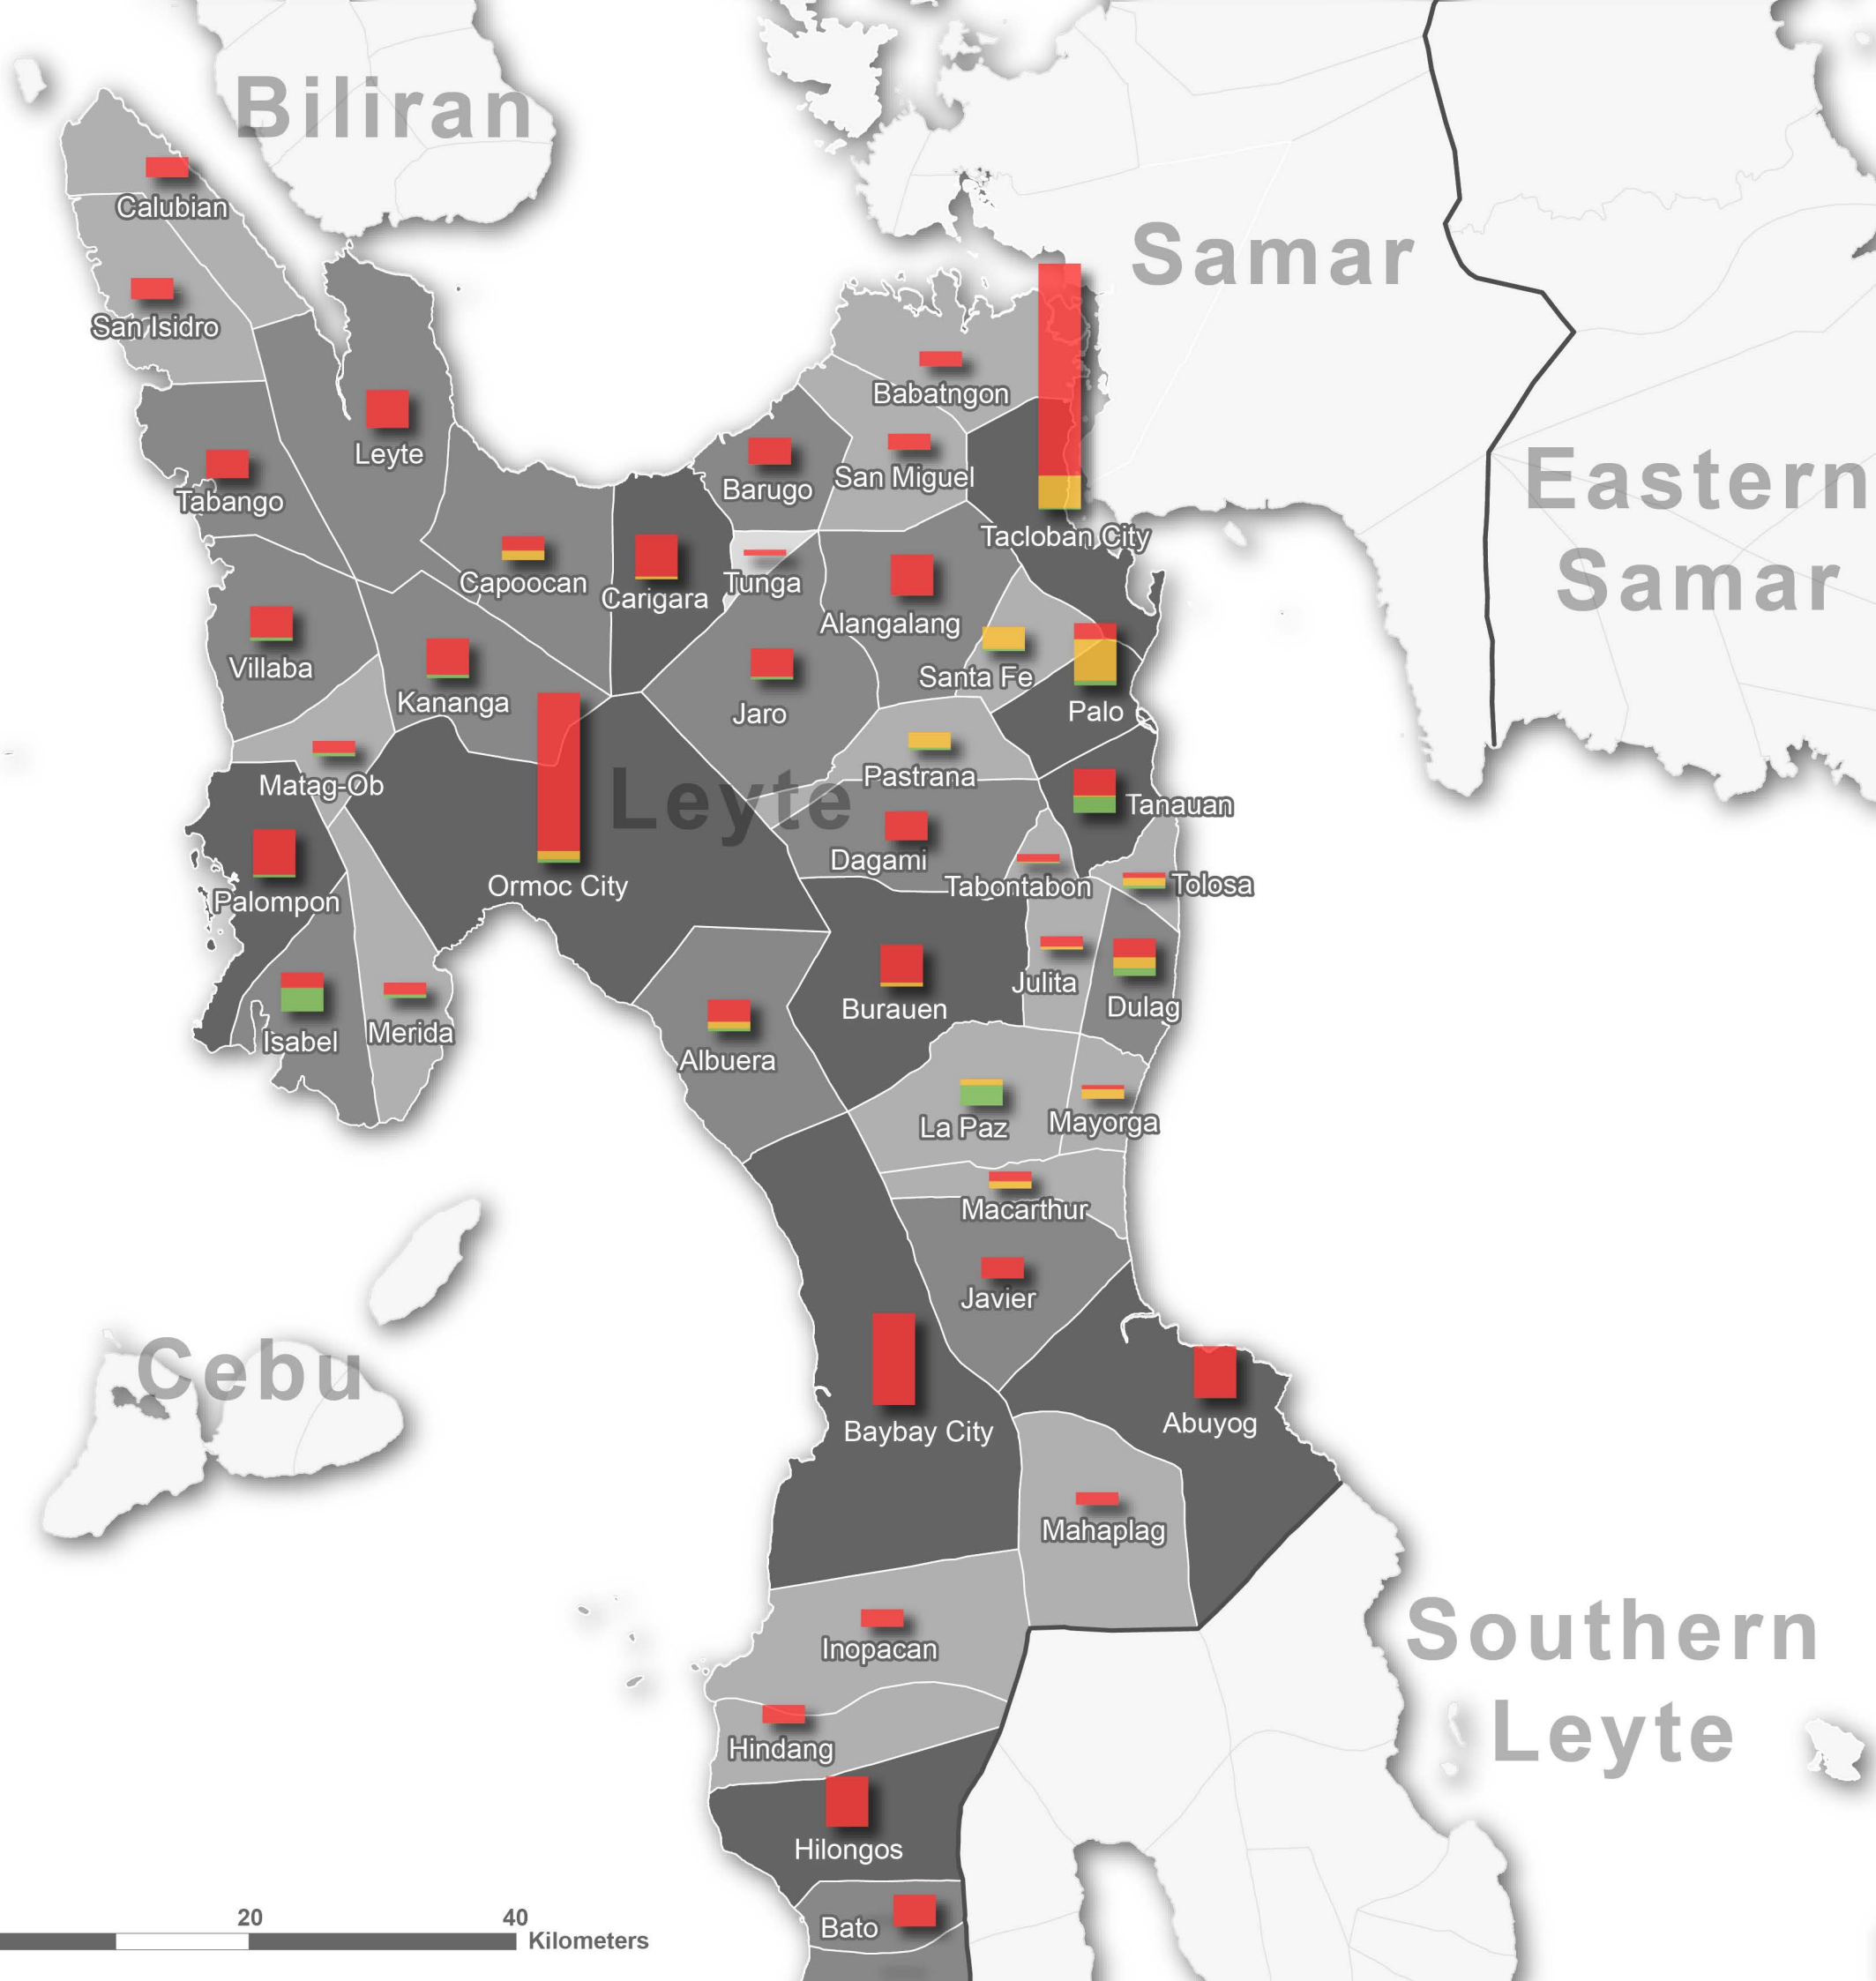 Biliran
Calubian
Samar
San Isidro
Babatngon
Leyte
San Miguel
Barugo
Tabango
Eastern
Samar
Tacloban City
Capoocan
Tunga
Carigara
Alangalang
Villaba
Santa Fe
Kananga
Jaro
Palo
Pastrana
Matag-Ob
Leyte
Tanauan
Dagami
Ormoc City
Tabontabon
Tolosa
Palompon
Julita
Burauen
Dulag
Isabel
Merida
Albuera
La Paz
Mayorga
Macarthur
Javier
Cebu
Abuyog
Baybay City
Mahaplag
Inopacan
Southern
Leyte
Hindang
Hilongos
Bato
20
40
Kilometers